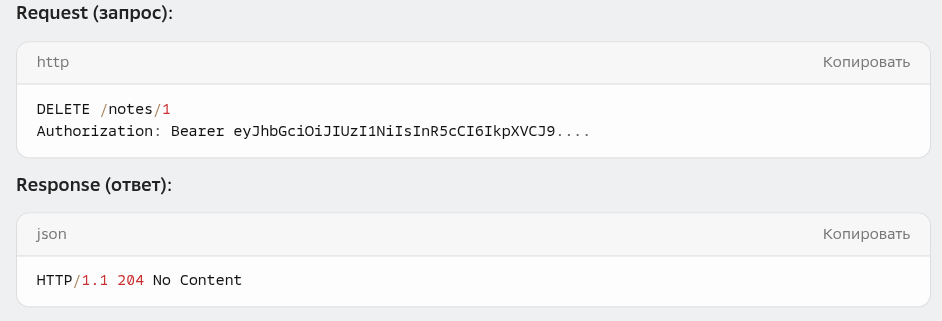 Request (запрос):
http Копировать
DELETE /notes/1
Authorization: Bearer eyJhbGciOiJIUzI1NiIsInR5cCI6IkpXVCJ9....
Response (ответ):
json Копировать
HTTP/1.1 204 No Content